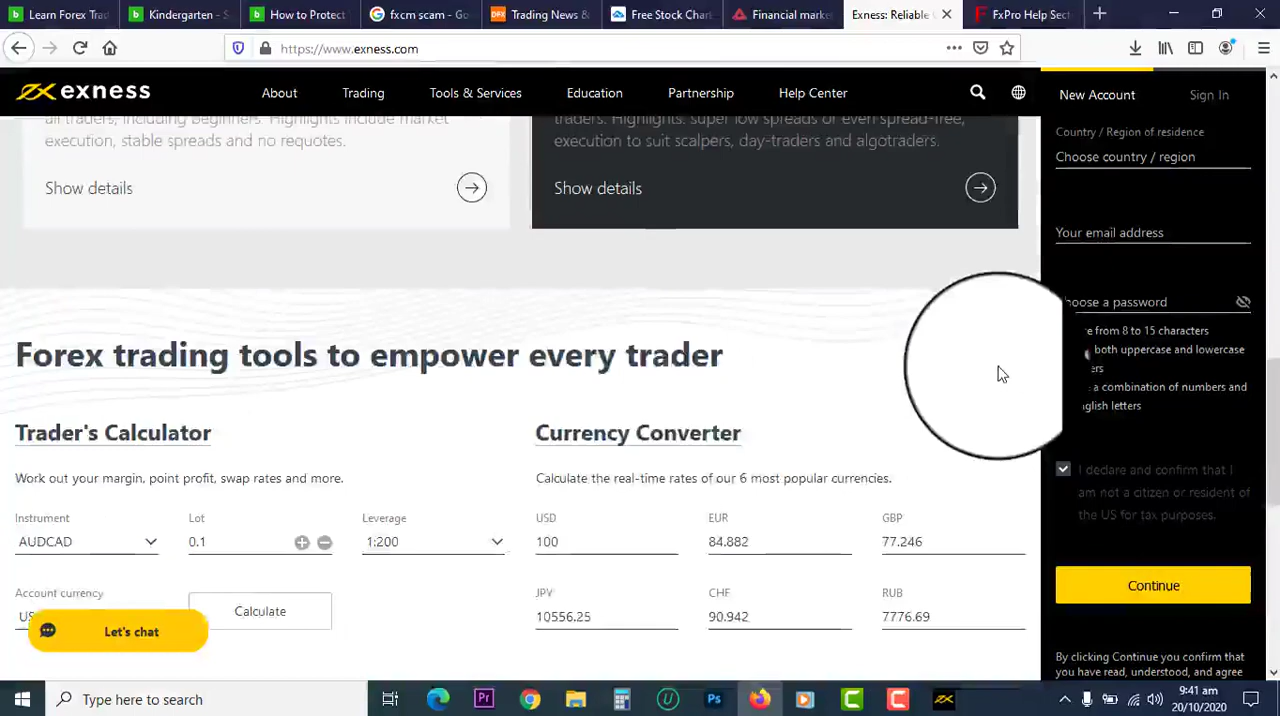 Learn Forex Trad
Kindergarten - S
How to Protect
fxcm scam - Go
Trading News &
Free Stock Char
Financial marke
Exness: Reliable
FxPro Help Sect
https://www.exness.com
exness
About
Trading
Tools & Services
Education
Partnership
Help Center
New Account
Sign In
all traders, including beginners. Highlights include market
execution, stable spreads and no requotes.
Show details
traders. Highlights: super low spreads or even spread-free,
execution to suit scalpers, day-traders and algotraders.
Show details
Country / Region of residence
Choose country / region
Your email address
hoose a password
e from 8 to 15 characters
both uppercase and lowercase
ers
a combination of numbers and
glish letters
I declare and confirm that I
am not a citizen or resident of
the US for tax purposes.
Continue
By clicking Continue you confirm that
you have read, understood, and agree
Forex trading tools to empower every trader
Trader's Calculator
Work out your margin, point profit, swap rates and more.
Instrument
Lot
Leverage
AUDCAD
0.1
1:200
Account currency
US
Calculate
Let's chat
Currency Converter
Calculate the real-time rates of our 6 most popular currencies.
USD
EUR
GBP
100
84.882
77.246
JPY
CHF
RUB
10556.25
90.942
7776.69
Type here to search
Pr
Ps
9:41 am
20/10/2020